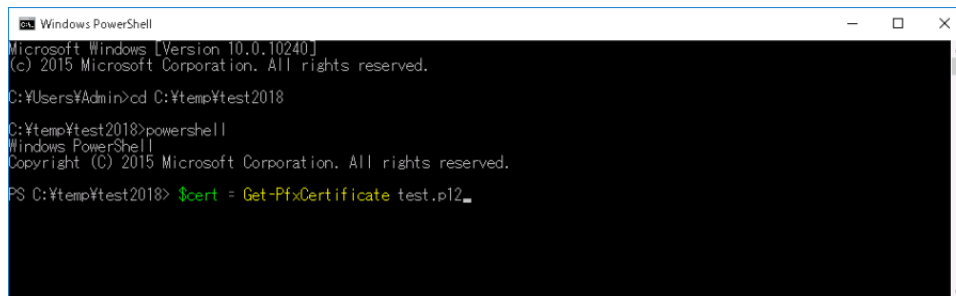 Windows PowerShell
Microsoft Windows [Version 10.0.10240]
(c) 2015 Microsoft Corporation. All rights reserved.
C:¥Users¥Admin>cd C:¥temp¥test2018
C:¥temp¥test2018>powershell
Windows PowerShell
Copyright (C) 2015 Microsoft Corporation. All rights reserved.
PS C:¥temp¥test2018> $cert = Get-PfxCertificate test.p12